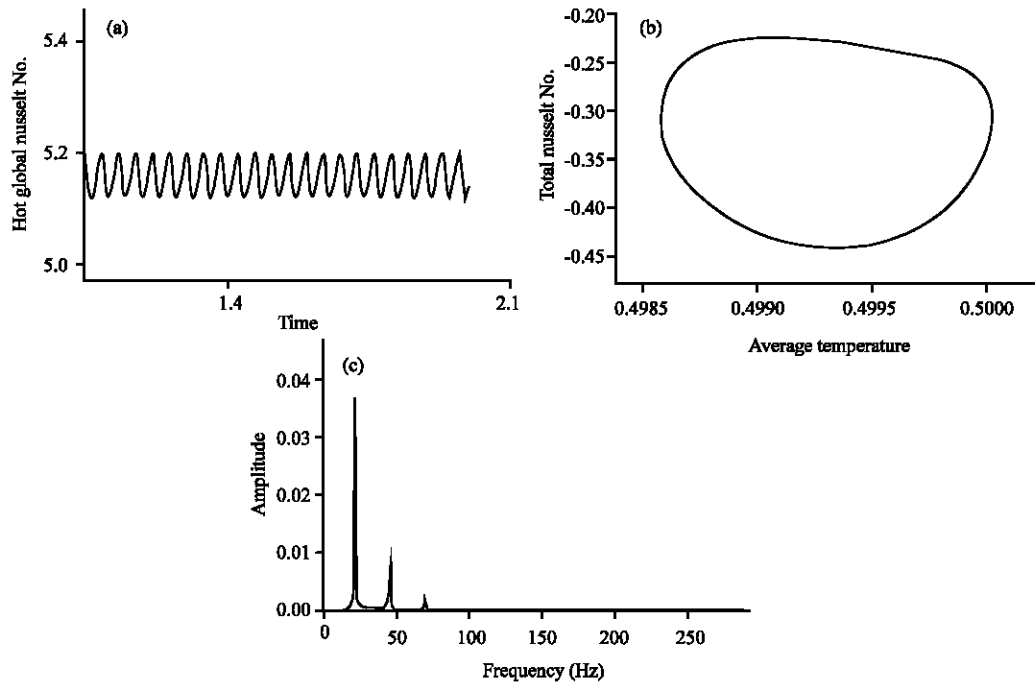 (a)
Hot global nusselt No.
5.4
5.2
5.0
1.4
2.1
Time
(b)
Total nusselt No.
-0.20
-0.25
-0.30
-0.35
-0.40
-0.45
0.4985
0.4990
0.4995
0.5000
Average temperature
(c)
Amplitude
0.04
0.03
0.02
0.01
0.00
0
50
100
150
200
250
Frequency (Hz)